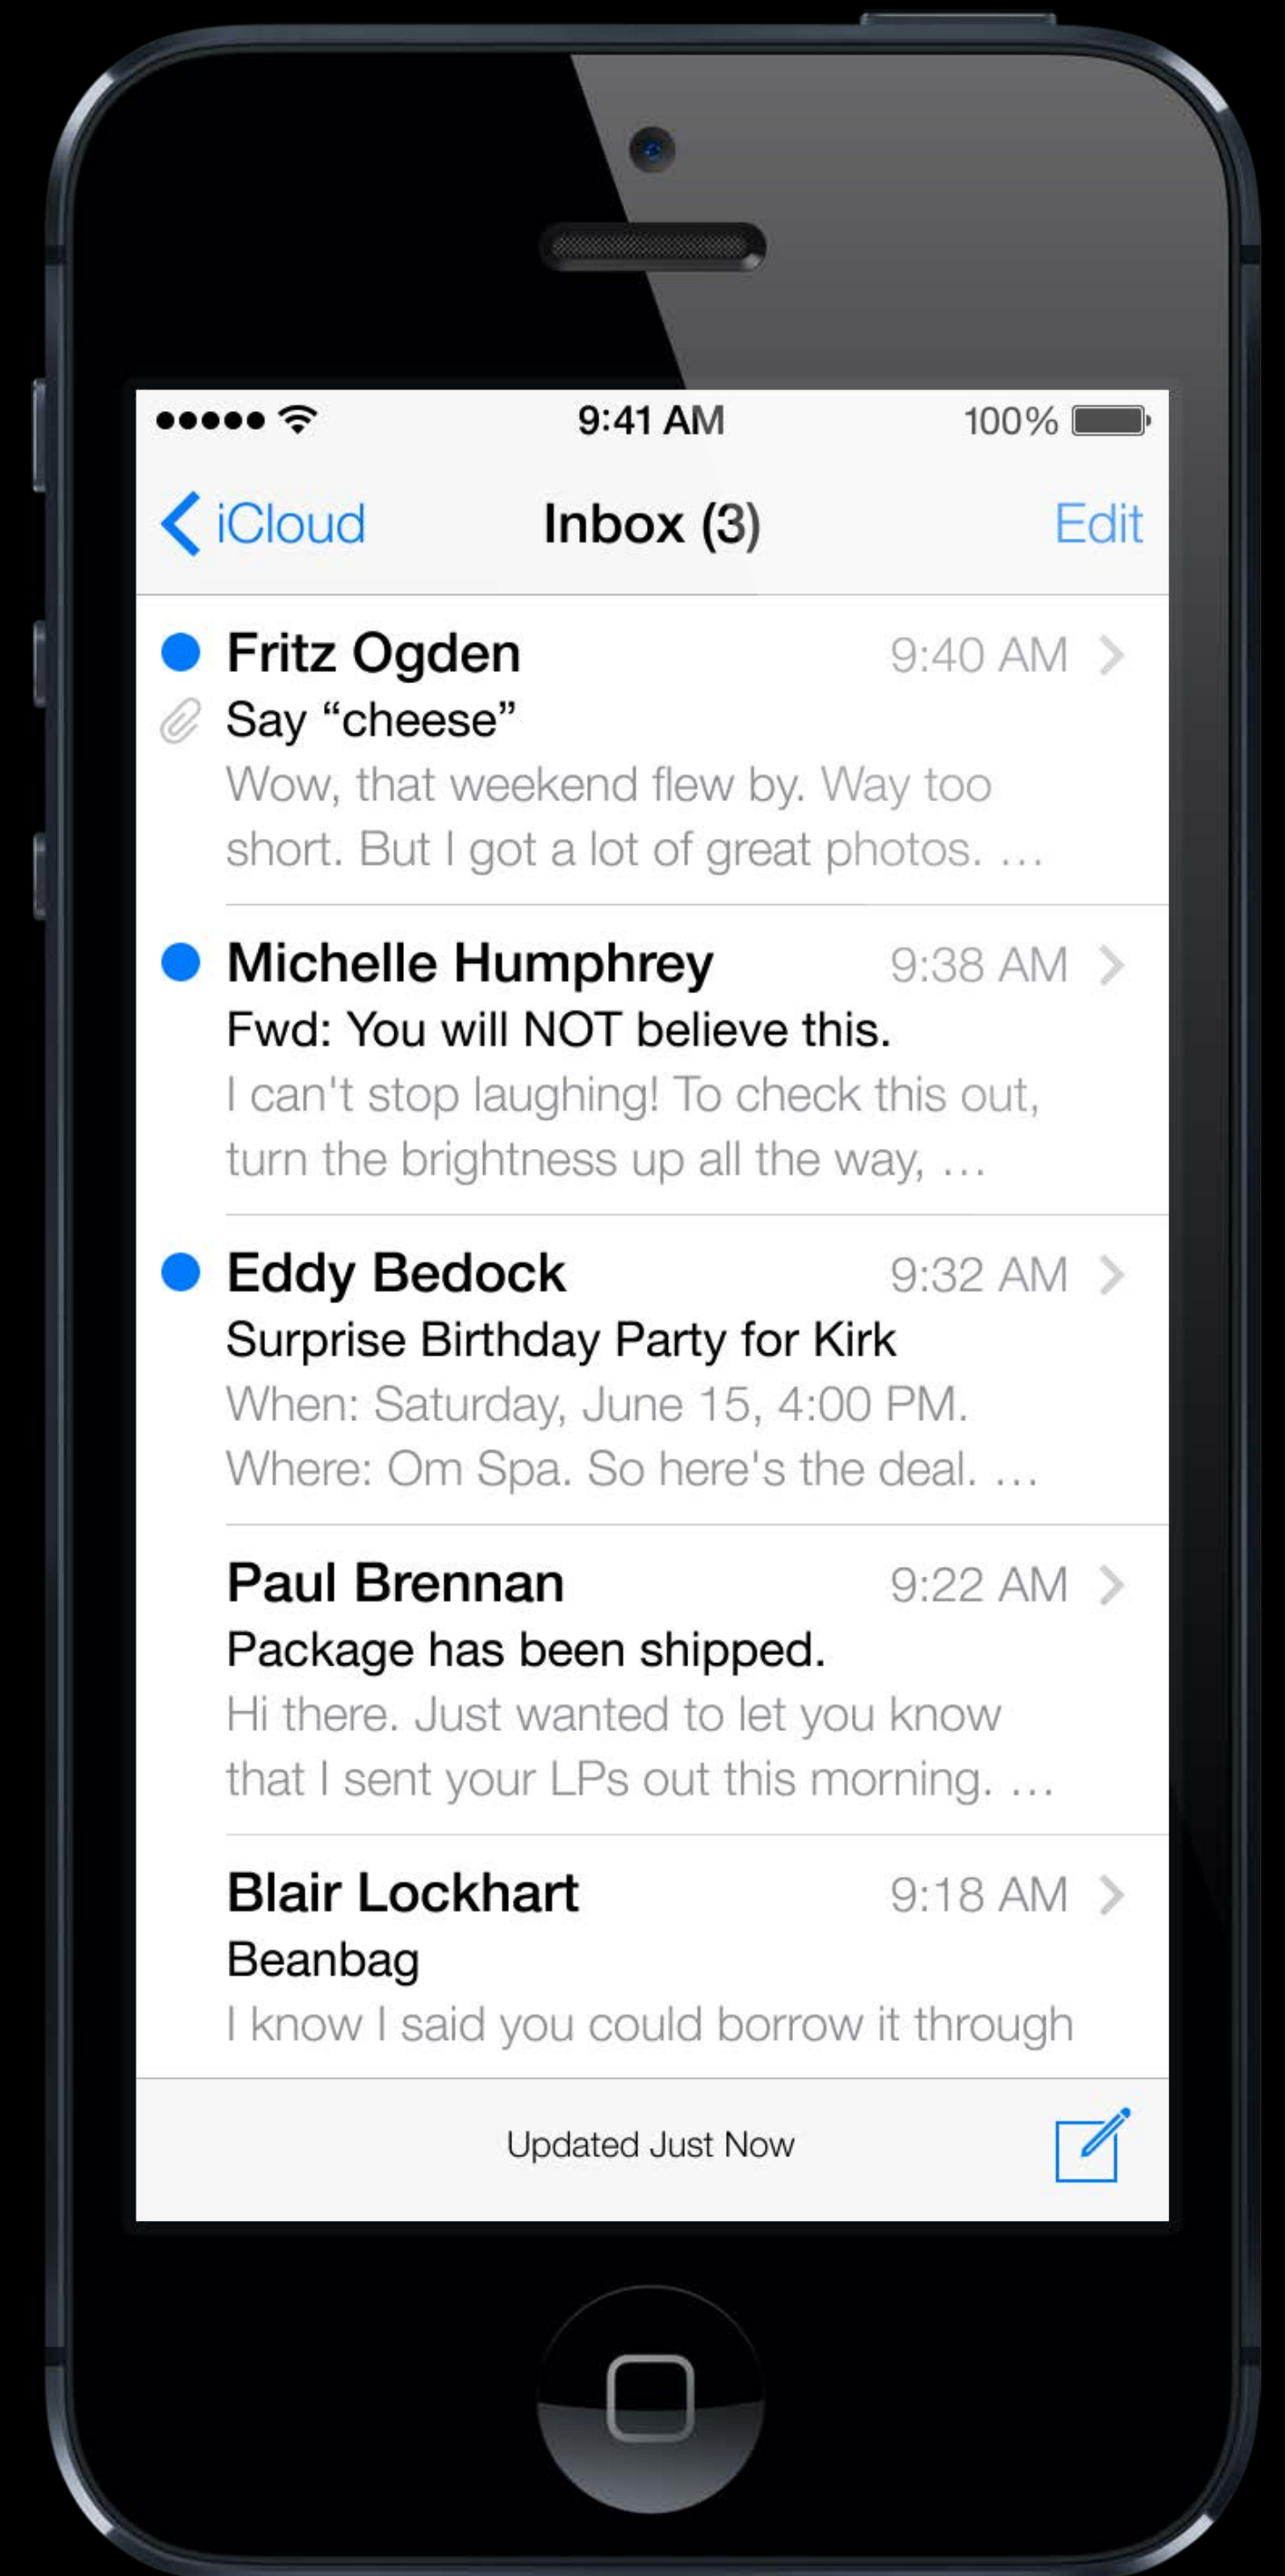 9:41 AM 100%
iCloud Inbox (3) Edit
Fritz Ogden 9:40 AM
Say “cheese”
Wow, that weekend flew by. Way too
short. But I got a lot of great photos. …
Michelle Humphrey 9:38 AM
Fwd: You will NOT believe this.
I can't stop laughing! To check this out,
turn the brightness up all the way, …
Eddy Bedock 9:32 AM
Surprise Birthday Party for Kirk
When: Saturday, June 15, 4:00 PM.
Where: Om Spa. So here's the deal. …
Paul Brennan 9:22 AM
Package has been shipped.
Hi there. Just wanted to let you know
that I sent your LPs out this morning. …
Blair Lockhart 9:18 AM
Beanbag
I know I said you could borrow it through
Updated Just Now